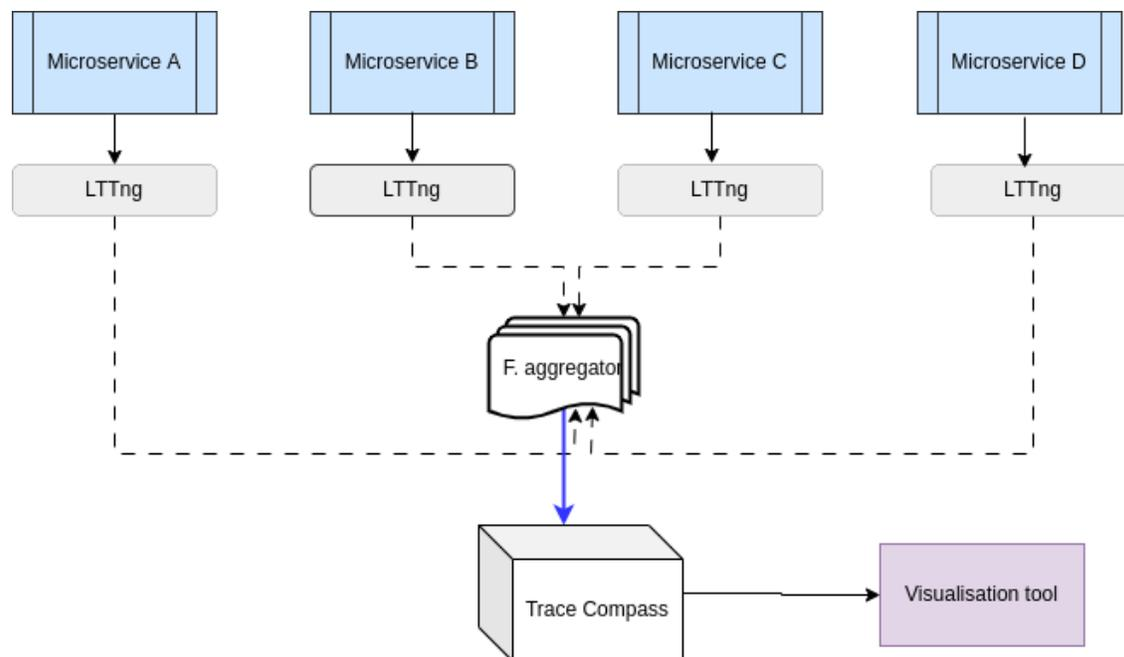 Microservice A
Microservice B
Microservice C
Microservice D
LTTng
LTTng
LTTng
LTTng
F. aggregator
Trace Compass
Visualisation tool